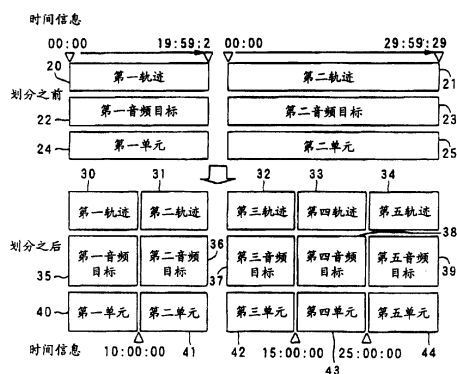 时间信息
00:00 19:59:2 00:00 29:59:29
20 第一轨迹 第二轨迹 21
划分之前
22 第一音频目标 第二音频目标 23
24 第一单元 第二单元 25
30 31 32 33 34
第一轨迹 第二轨迹 第三轨迹 第四轨迹 第五轨迹
38
划分之后
35 第一音频目标 第二音频目标 36 37 第三音频目标 第四音频目标 第五音频目标 39
40 第一单元 第二单元 第三单元 第四单元 第五单元
时间信息 10:00:00 41 42 15:00:00 25:00:00 44
43